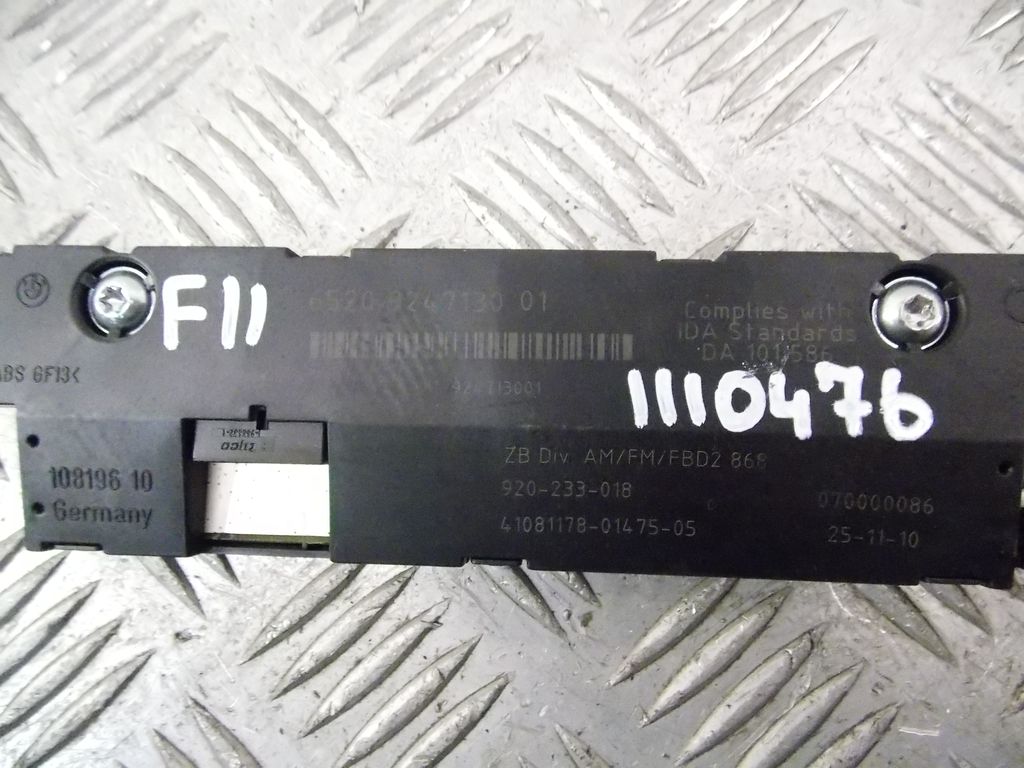 F11
6520 9247130 01
Complies with
IDA Standards
DA 101586
924713001
1110476
ABS GF13<
108196 10
Germany
ZB Div. AM/FM/FBD2 868
920-233-018
070000086
41081178-01475-05
25-11-10